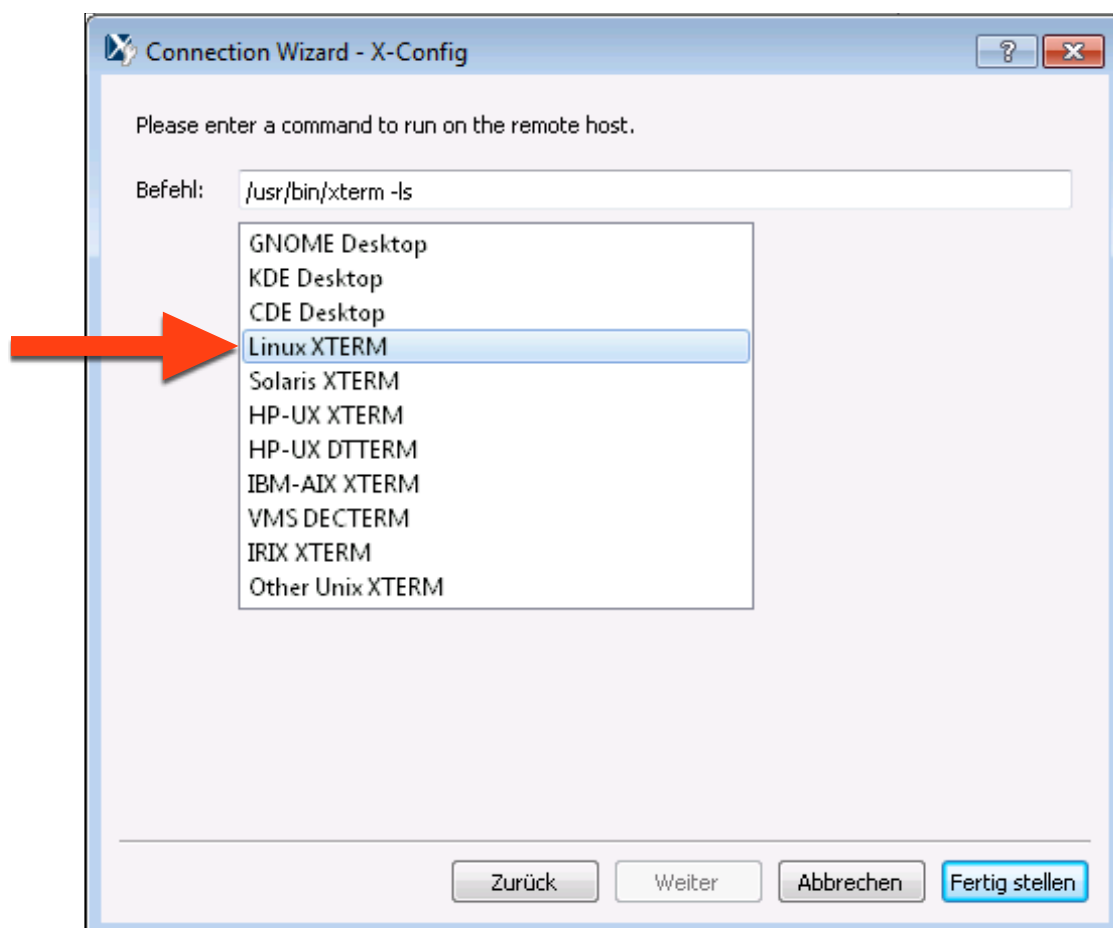 Connection Wizard - X-Config
Please enter a command to run on the remote host.
Befehl: /usr/bin/xterm -ls
GNOME Desktop
KDE Desktop
CDE Desktop
Linux XTERM
Solaris XTERM
HP-UX XTERM
HP-UX DTTERM
IBM-AIX XTERM
VMS DECTERM
IRIX XTERM
Other Unix XTERM
Zurück Weiter Abbrechen Fertig stellen